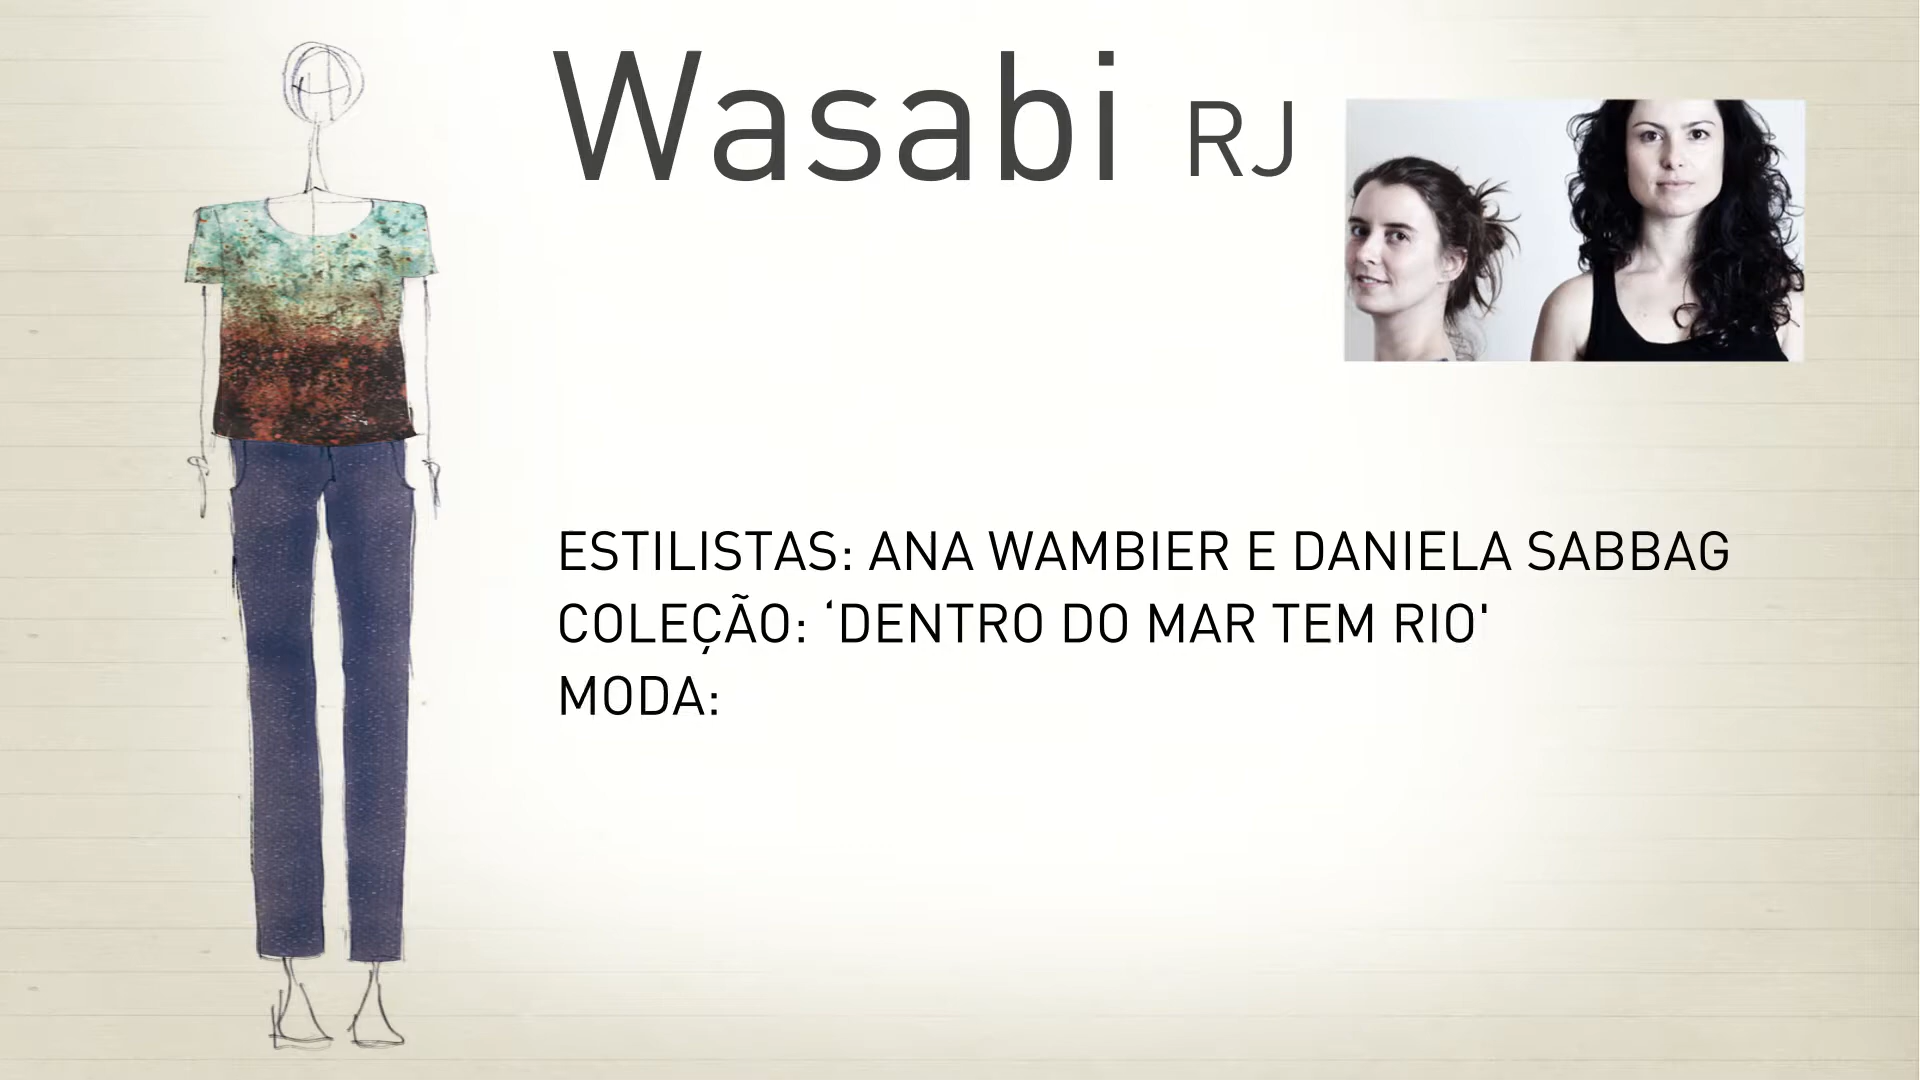 Wasabi RJ
ESTILISTAS: ANA WAMBIER E DANIELA SABBAG
COLEÇÃO: ‘DENTRO DO MAR TEM RIO'
MODA: